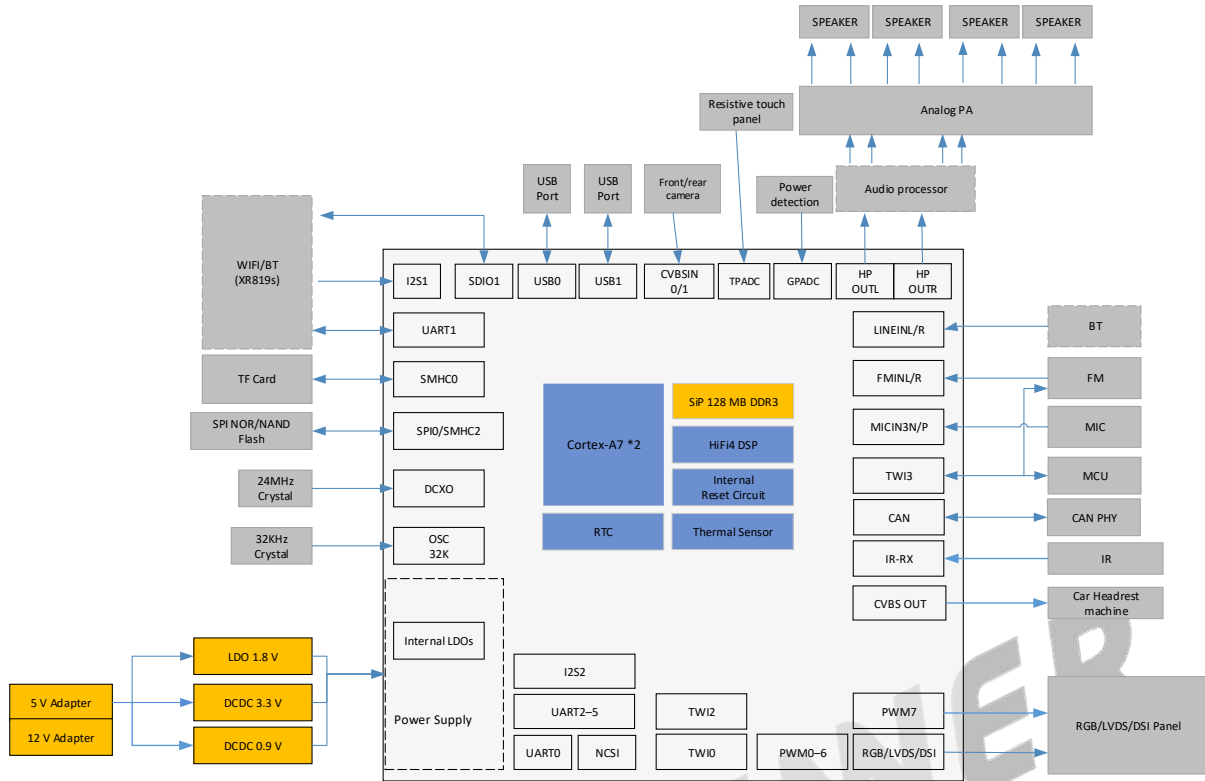 SPEAKER
SPEAKER
SPEAKER
SPEAKER
Analog PA
Resistive touch
panel
Audio processor
USB
Port
USB
Port
Front/rear
camera
Power
detection
WIFI/BT
(XR819s)
I2S1
SDIO1
USB0
USB1
CVBSIN
0/1
TPADC
GPADC
HP
OUTL
HP
OUTR
UART1
LINEINL/R
BT
TF Card
SMHC0
FMINL/R
FM
SPI NOR/NAND
Flash
SPI0/SMHC2
Cortex-A7 *2
SiP 128 MB DDR3
HiFi4 DSP
Internal
Reset Circuit
RTC
Thermal Sensor
MICIN3N/P
MIC
24MHz
Crystal
DCXO
TWI3
MCU
CAN
CAN PHY
32KHz
Crystal
OSC
32K
IR-RX
IR
CVBS OUT
Car Headrest
machine
Internal LDOs
Power Supply
LDO 1.8 V
5 V Adapter
DCDC 3.3 V
12 V Adapter
DCDC 0.9 V
I2S2
UART2–5
TWI2
PWM7
UART0
NCSI
TWI0
PWM0–6
RGB/LVDS/DSI
RGB/LVDS/DSI Panel
WNER